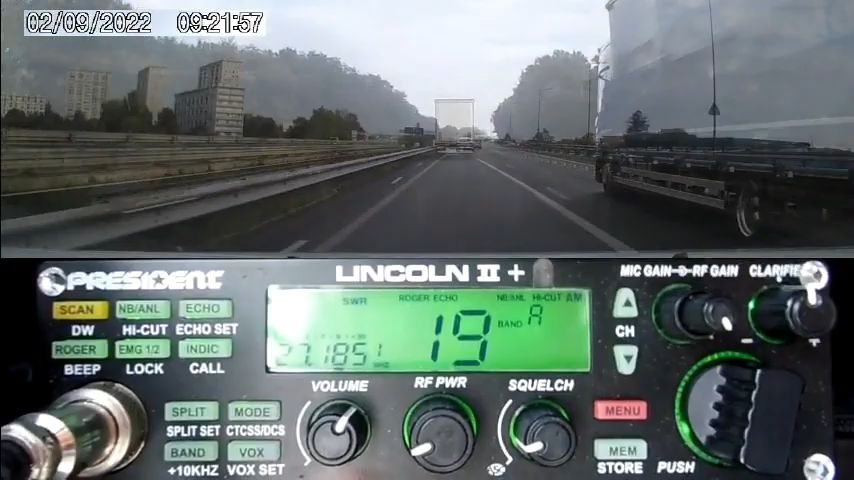 02/09/2022 09:21:57
PRESIDENT LINCOLN II + MIC GAIN RF GAIN CLARIFIE
SCAN NB/ANL ECHO
DW HI-CUT ECHO SET
ROGER EMG 1/2 INDIC
BEEP LOCK CALL
SWR ROGER ECHO NB/ANL HI-CUT AM
19 BAND A
27.1851
CH
VOLUME RF PWR SQUELCH
SPLIT MODE
SPLIT SET CTCSS/DCS
BAND VOX
+10KHZ VOX SET
MENU
MEM
STORE PUSH
- +